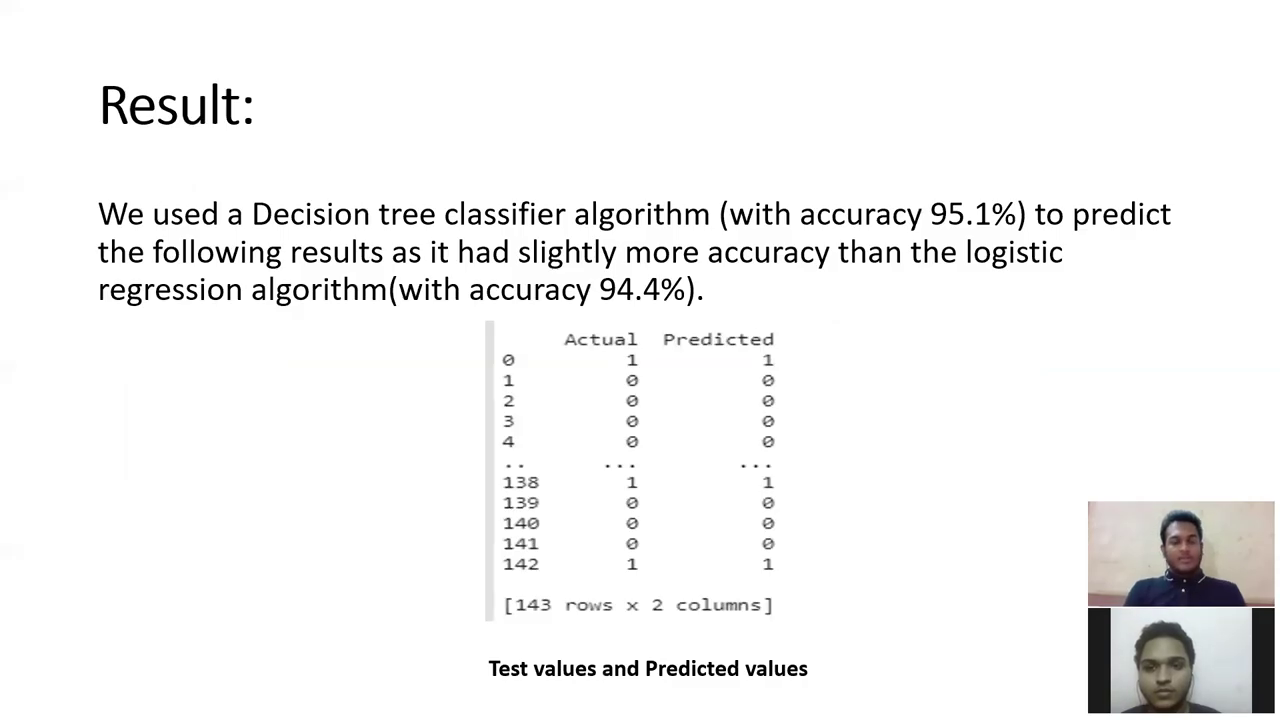 Result:
We used a Decision tree classifier algorithm (with accuracy 95.1%) to predict
the following results as it had slightly more accuracy than the logistic
regression algorithm(with accuracy 94.4%).
Actual Predicted
0 1 1
1 0 0
2 0 0
3 0 0
4 0 0
.. ... ...
138 1 1
139 0 0
140 0 0
141 0 0
142 1 1
[143 rows x 2 columns]
Test values and Predicted values